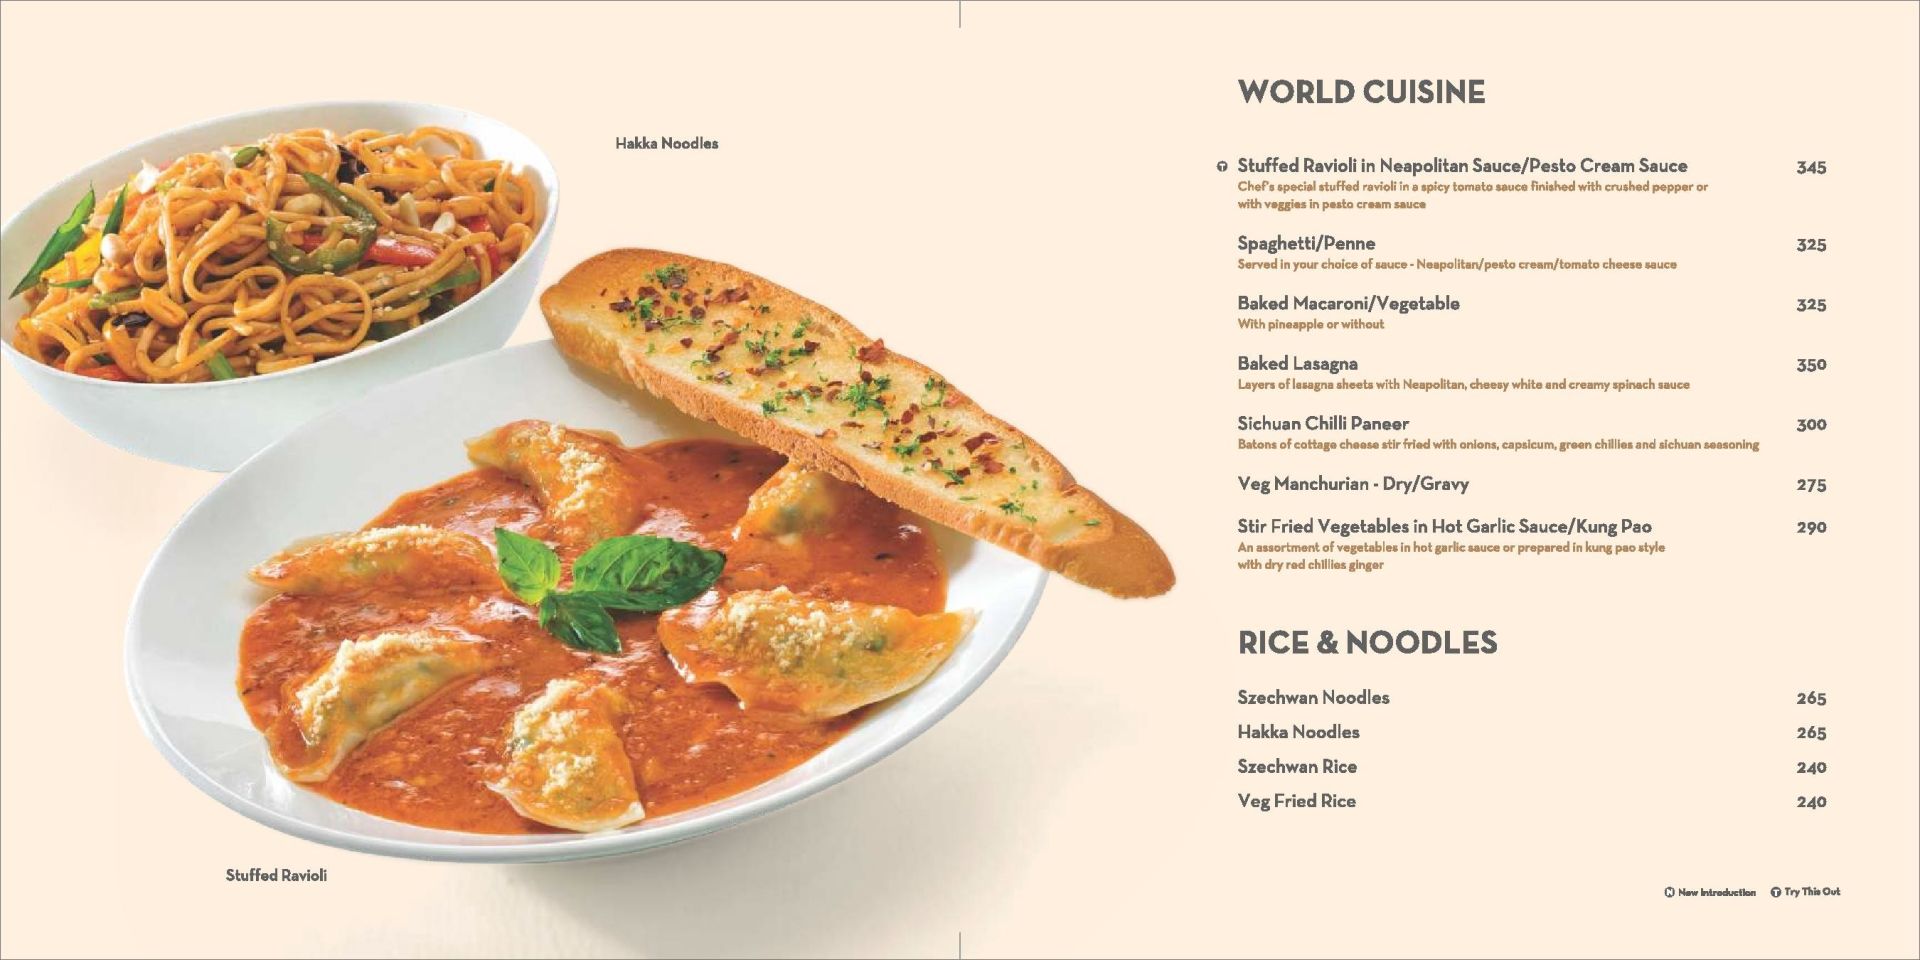 Hakka Noodles
Stuffed Ravioli
WORLD CUISINE
T Stuffed Ravioli in Neapolitan Sauce/Pesto Cream Sauce 345
Chef's special stuffed ravioli in a spicy tomato sauce finished with crushed pepper or
with veggies in pesto cream sauce
Spaghetti/Penne 325
Served in your choice of sauce - Neapolitan/pesto cream/tomato cheese sauce
Baked Macaroni/Vegetable 325
With pineapple or without
Baked Lasagna 350
Layers of lasagna sheets with Neapolitan, cheesy white and creamy spinach sauce
Sichuan Chilli Paneer 300
Batons of cottage cheese stir fried with onions, capsicum, green chillies and sichuan seasoning
Veg Manchurian - Dry/Gravy 275
Stir Fried Vegetables in Hot Garlic Sauce/Kung Pao 290
An assortment of vegetables in hot garlic sauce or prepared in kung pao style
with dry red chillies ginger
RICE & NOODLES
Szechwan Noodles 265
Hakka Noodles 265
Szechwan Rice 240
Veg Fried Rice 240
N New Introduction T Try This Out